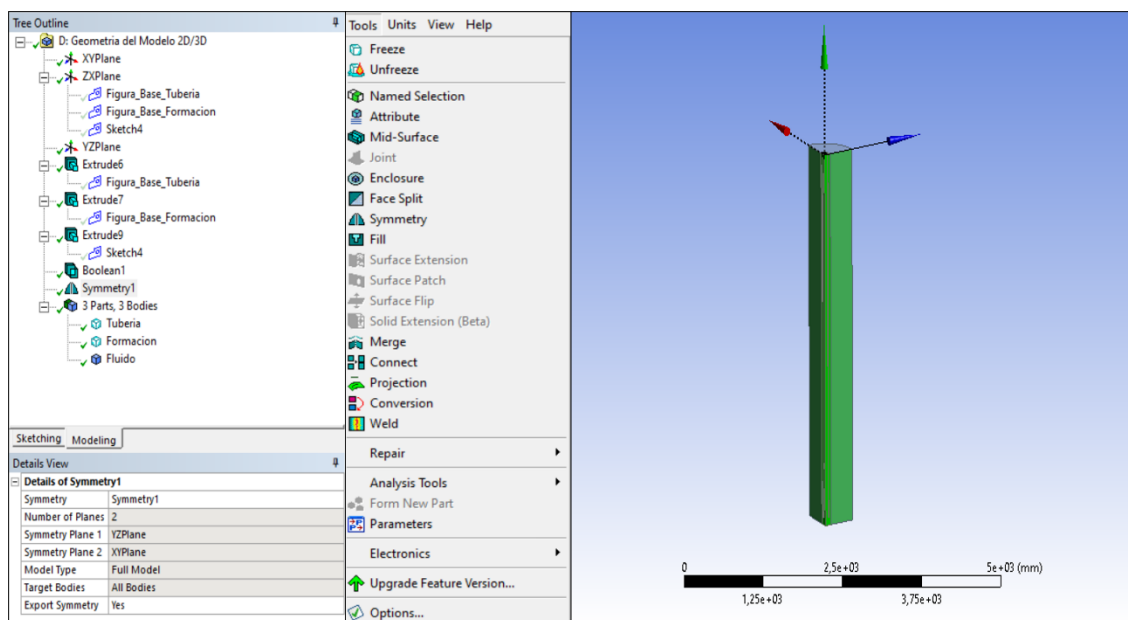 Tree Outline
D: Geometria del Modelo 2D/3D
XYPlane
ZXPlane
Figura_Base_Tuberia
Figura_Base_Formacion
Sketch4
YZPlane
Extrude6
Figura_Base_Tuberia
Extrude7
Figura_Base_Formacion
Extrude9
Sketch4
Boolean1
Symmetry1
3 Parts, 3 Bodies
Tuberia
Formacion
Fluido
Sketching Modeling
Details View
Details of Symmetry1
Symmetry Symmetry1
Number of Planes 2
Symmetry Plane 1 YZPlane
Symmetry Plane 2 XYPlane
Model Type Full Model
Target Bodies All Bodies
Export Symmetry Yes
Tools Units View Help
Freeze
Unfreeze
Named Selection
Attribute
Mid-Surface
Joint
Enclosure
Face Split
Symmetry
Fill
Surface Extension
Surface Patch
Surface Flip
Solid Extension (Beta)
Merge
Connect
Projection
Conversion
Weld
Repair
Analysis Tools
Form New Part
Parameters
Electronics
Upgrade Feature Version...
Options...
0 2,5e+03 5e+03 (mm)
1,25e+03 3,75e+03